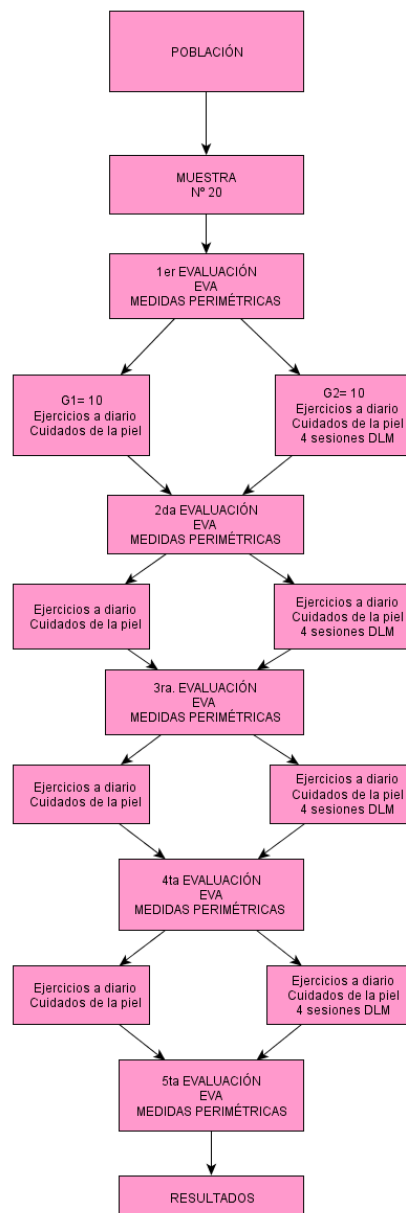 POBLACIÓN
MUESTRA
Nº 20
1er EVALUACIÓN
EVA
MEDIDAS PERIMÉTRICAS
G1= 10
Ejercicios a diario
Cuidados de la piel
G2= 10
Ejercicios a diario
Cuidados de la piel
4 sesiones DLM
2da EVALUACIÓN
EVA
MEDIDAS PERIMÉTRICAS
Ejercicios a diario
Cuidados de la piel
Ejercicios a diario
Cuidados de la piel
4 sesiones DLM
3ra. EVALUACIÓN
EVA
MEDIDAS PERIMÉTRICAS
Ejercicios a diario
Cuidados de la piel
Ejercicios a diario
Cuidados de la piel
4 sesiones DLM
4ta EVALUACIÓN
EVA
MEDIDAS PERIMÉTRICAS
Ejercicios a diario
Cuidados de la piel
Ejercicios a diario
Cuidados de la piel
4 sesiones DLM
5ta EVALUACIÓN
EVA
MEDIDAS PERIMÉTRICAS
RESULTADOS